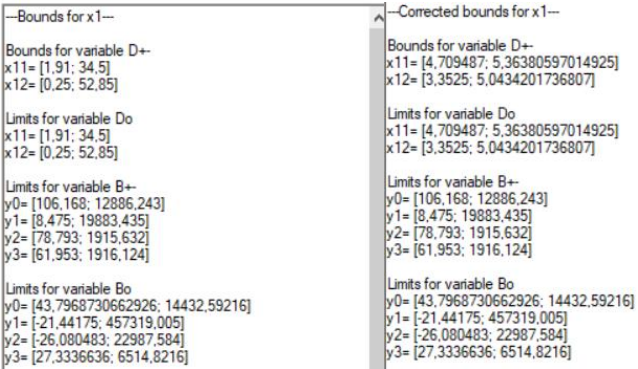 ---Bounds for x1---
Bounds for variable D+-
x11= [1,91; 34,5]
x12= [0,25; 52,85]
Limits for variable Do
x11= [1,91; 34,5]
x12= [0,25; 52,85]
Limits for variable B+-
y0= [106,168; 12886,243]
y1= [8,475; 19883,435]
y2= [78,793; 1915,632]
y3= [61,953; 1916,124]
Limits for variable Bo
y0= [43,7968730662926; 14432,59216]
y1= [-21,44175; 457319,005]
y2= [-26,080483; 22987,584]
y3= [27,3336636; 6514,8216]
---Corrected bounds for x1---
Bounds for variable D+-
x11= [4,709487; 5,36380597014925]
x12= [3,3525; 5,0434201736807]
Limits for variable Do
x11= [4,709487; 5,36380597014925]
x12= [3,3525; 5,0434201736807]
Limits for variable B+-
y0= [106,168; 12886,243]
y1= [8,475; 19883,435]
y2= [78,793; 1915,632]
y3= [61,953; 1916,124]
Limits for variable Bo
y0= [43,7968730662926; 14432,59216]
y1= [-21,44175; 457319,005]
y2= [-26,080483; 22987,584]
y3= [27,3336636; 6514,8216]